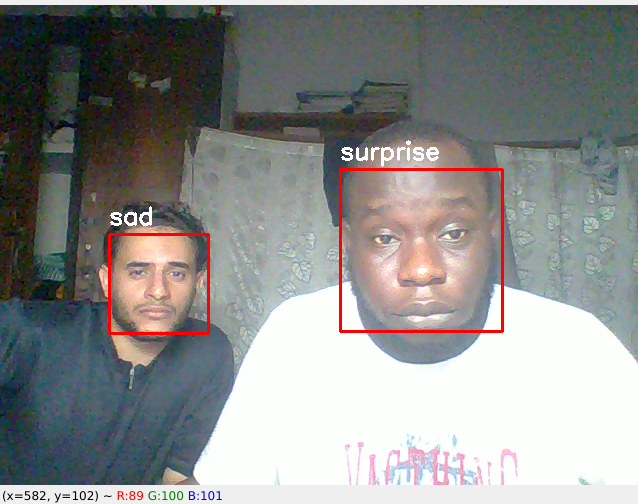 surprise
sad
(x=582, y=102) ~ R:89 G:100 B:101